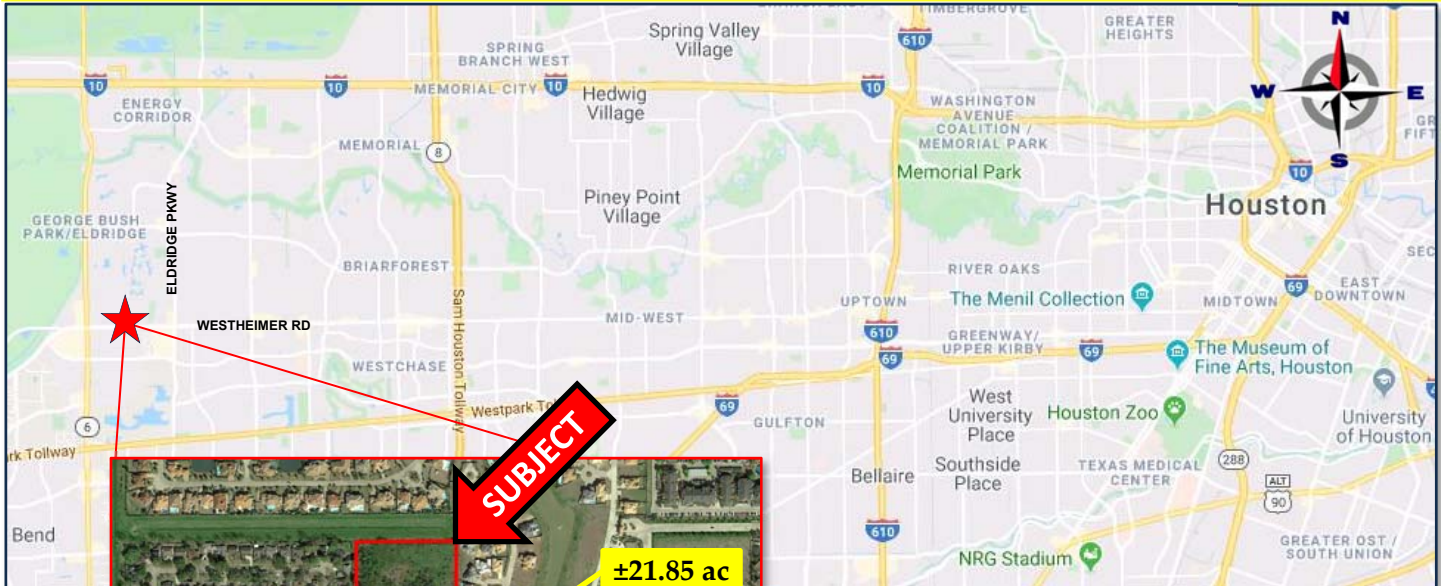 TIMBERGROVE
Spring Valley
Village
610
GREATER
HEIGHTS
N
SPRING
BRANCH WEST
10
10
MEMORIAL CITY
10
Hedwig
Village
10
W
E
S
ENERGY
CORRIDOR
WASHINGTON
AVENUE
COALITION /
MEMORIAL PARK
MEMORIAL
8
10
Memorial Park
ELDRIDGE PKWY
Piney Point
Village
Houston
GEORGE BUSH
PARK/ELDRIDGE
BRIARFOREST
RIVER OAKS
EAST
DOWNTOWN
69
Sam Houston Tollway
UPTOWN
The Menil Collection
MIDTOWN
WESTHEIMER RD
MID-WEST
610
GREENWAY/
UPPER KIRBY
69
69
The Museum of
Fine Arts, Houston
WESTCHASE
Westpark
69
GULFTON
West
University
Place
Houston Zoo
University
of Houston
6
Tollway
SUBJECT
Bellaire
Southside
Place
TEXAS MEDICAL
CENTER
288
ALT
90
Bend
610
NRG Stadium
GREATER OST /
SOUTH UNION
±21.85 ac